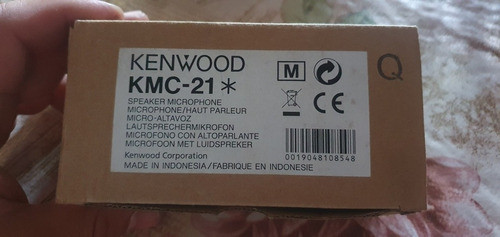 KENWOOD
KMC-21*
SPEAKER MICROPHONE
MICROPHONE/HAUT PARLEUR
MICRO-ALTAVOZ
LAUTSPRECHERMIKROFON
MICROFONO CON ALTOPARLANTE
MICROFOON MET LUIDSPREKER
Kenwood Corporation
MADE IN INDONESIA/FABRIQUE EN INDONESIE
M
CE
0019048108548
Q